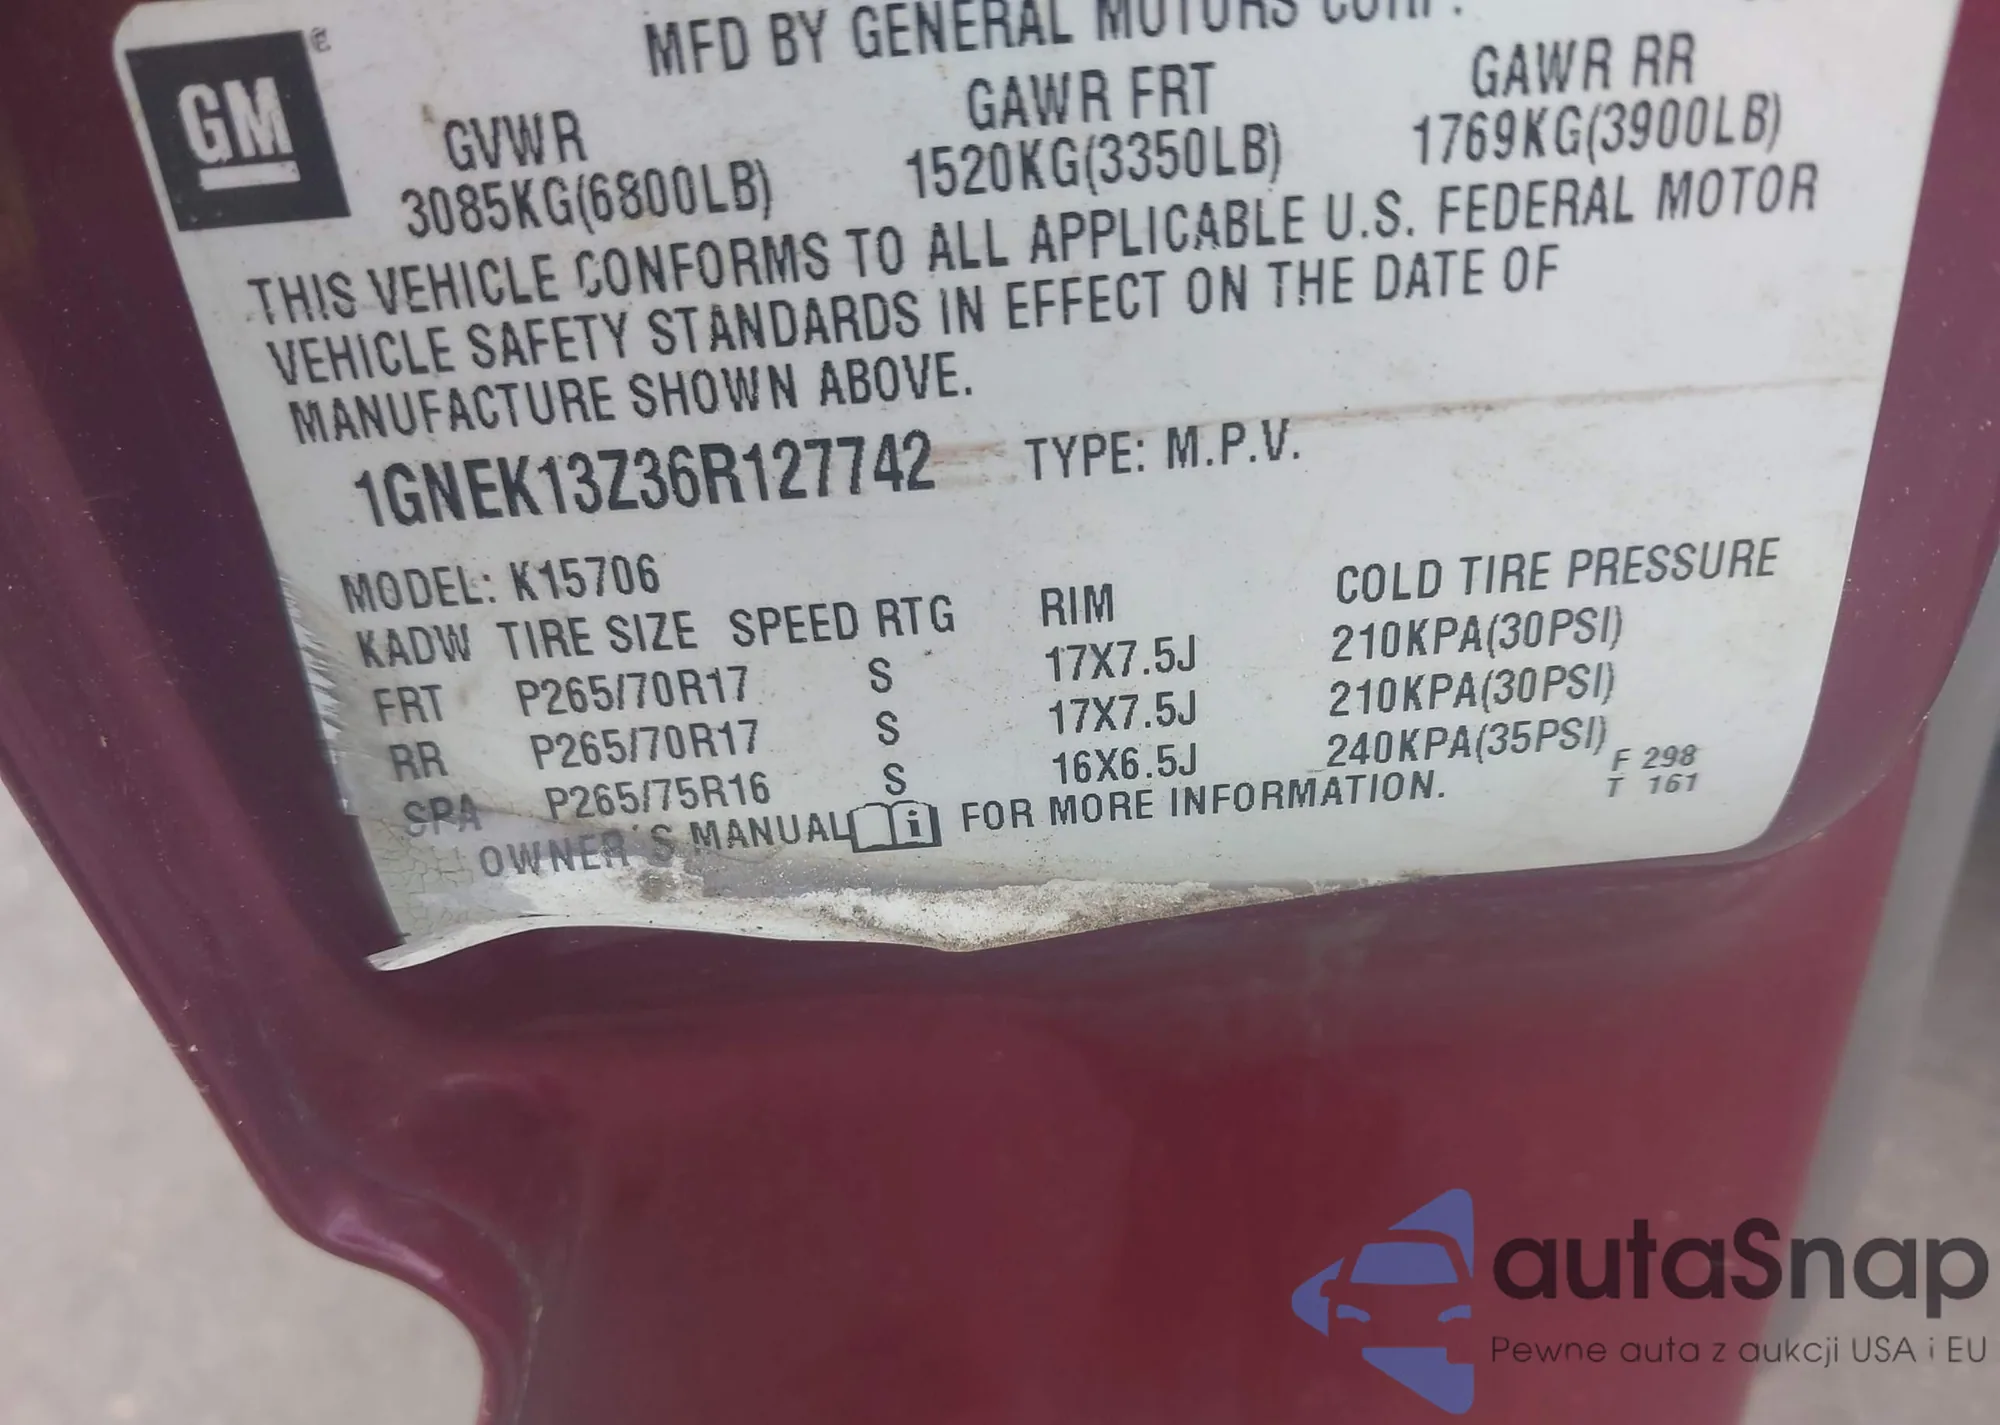 MFD BY GENERAL MOTORS CORP.
GM
GVWR GAWR FRT GAWR RR
3085KG(6800LB) 1520KG(3350LB) 1769KG(3900LB)
THIS VEHICLE CONFORMS TO ALL APPLICABLE U.S. FEDERAL MOTOR
VEHICLE SAFETY STANDARDS IN EFFECT ON THE DATE OF
MANUFACTURE SHOWN ABOVE.
1GNEK13Z36R127742 TYPE: M.P.V.
MODEL: K15706
KADW TIRE SIZE SPEED RTG RIM COLD TIRE PRESSURE
FRT P265/70R17 S 17X7.5J 210KPA(30PSI)
RR P265/70R17 S 17X7.5J 210KPA(30PSI)
SPA P265/75R16 S 16X6.5J 240KPA(35PSI)
OWNER'S MANUAL i FOR MORE INFORMATION.
F 298
T 161
autaSnap
Pewne auta z aukcji USA i EU